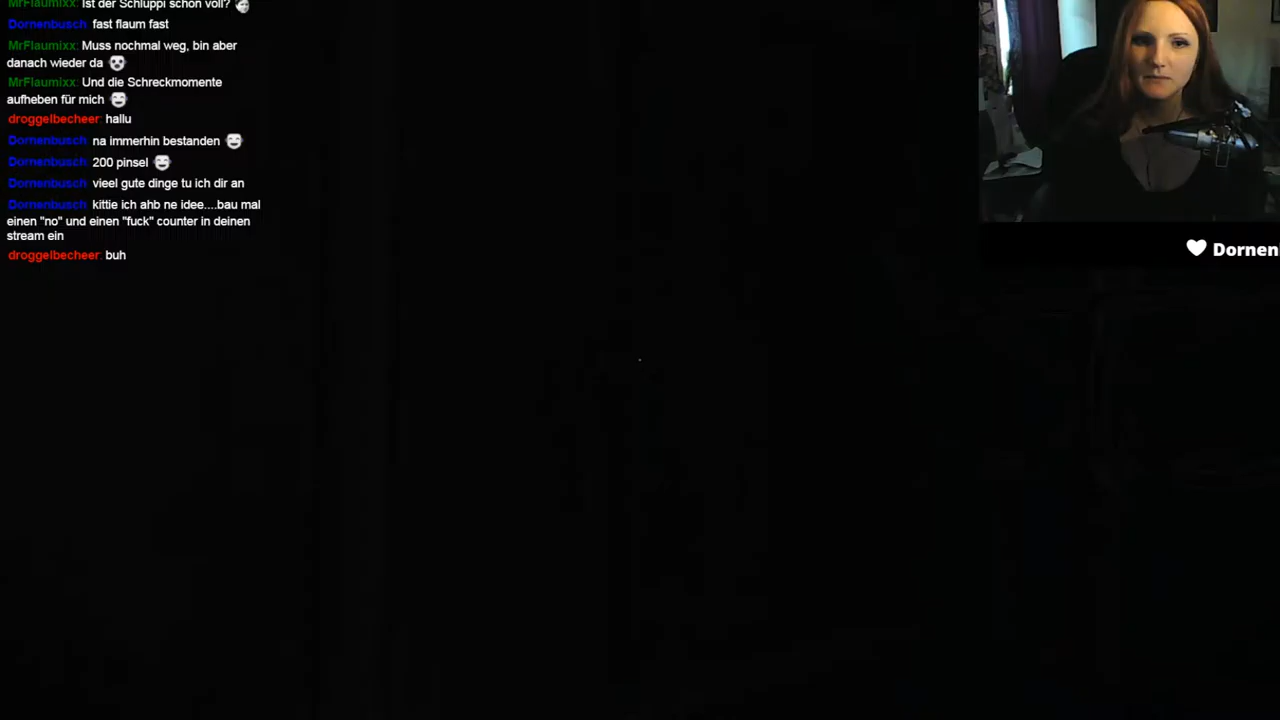 MrFlaumixx: Ist der Schluppi schon voll?
Dornenbusch: fast flaum fast
MrFlaumixx: Muss nochmal weg, bin aber
danach wieder da
MrFlaumixx: Und die Schreckmomente
aufheben für mich
droggelbecheer: hallu
Dornenbusch: na immerhin bestanden
Dornenbusch: 200 pinsel
Dornenbusch: vieel gute dinge tu ich dir an
Dornenbusch: kittie ich ahb ne idee....bau mal
einen "no" und einen "fuck" counter in deinen
stream ein
droggelbecheer: buh
Dornen